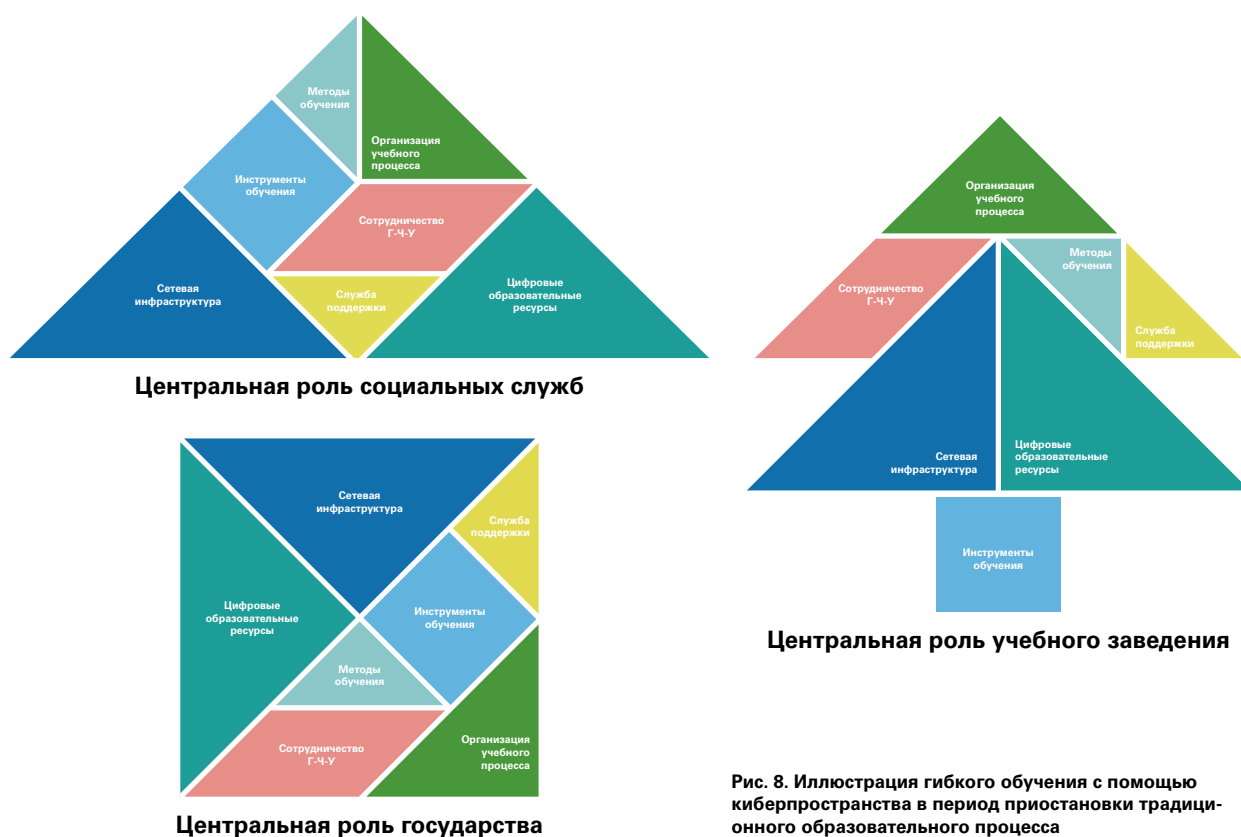 Методы
обучения
Организация
учебного
процесса
Инструменты
обучения
Сотрудничество
Г-Ч-У
Сетевая
инфраструктура
Служба
поддержки
Цифровые
образовательные
ресурсы
Центральная роль социальных служб
Сетевая
инфраструктура
Служба
поддержки
Цифровые
образовательные
ресурсы
Инструменты
обучения
Методы
обучения
Сотрудничество
Г-Ч-У
Организация
учебного
процесса
Центральная роль государства
Организация
учебного
процесса
Методы
обучения
Сотрудничество
Г-Ч-У
Служба
поддержки
Сетевая
инфраструктура
Цифровые
образовательные
ресурсы
Инструменты
обучения
Центральная роль учебного заведения
Рис. 8. Иллюстрация гибкого обучения с помощью
киберпространства в период приостановки традици-
онного образовательного процесса